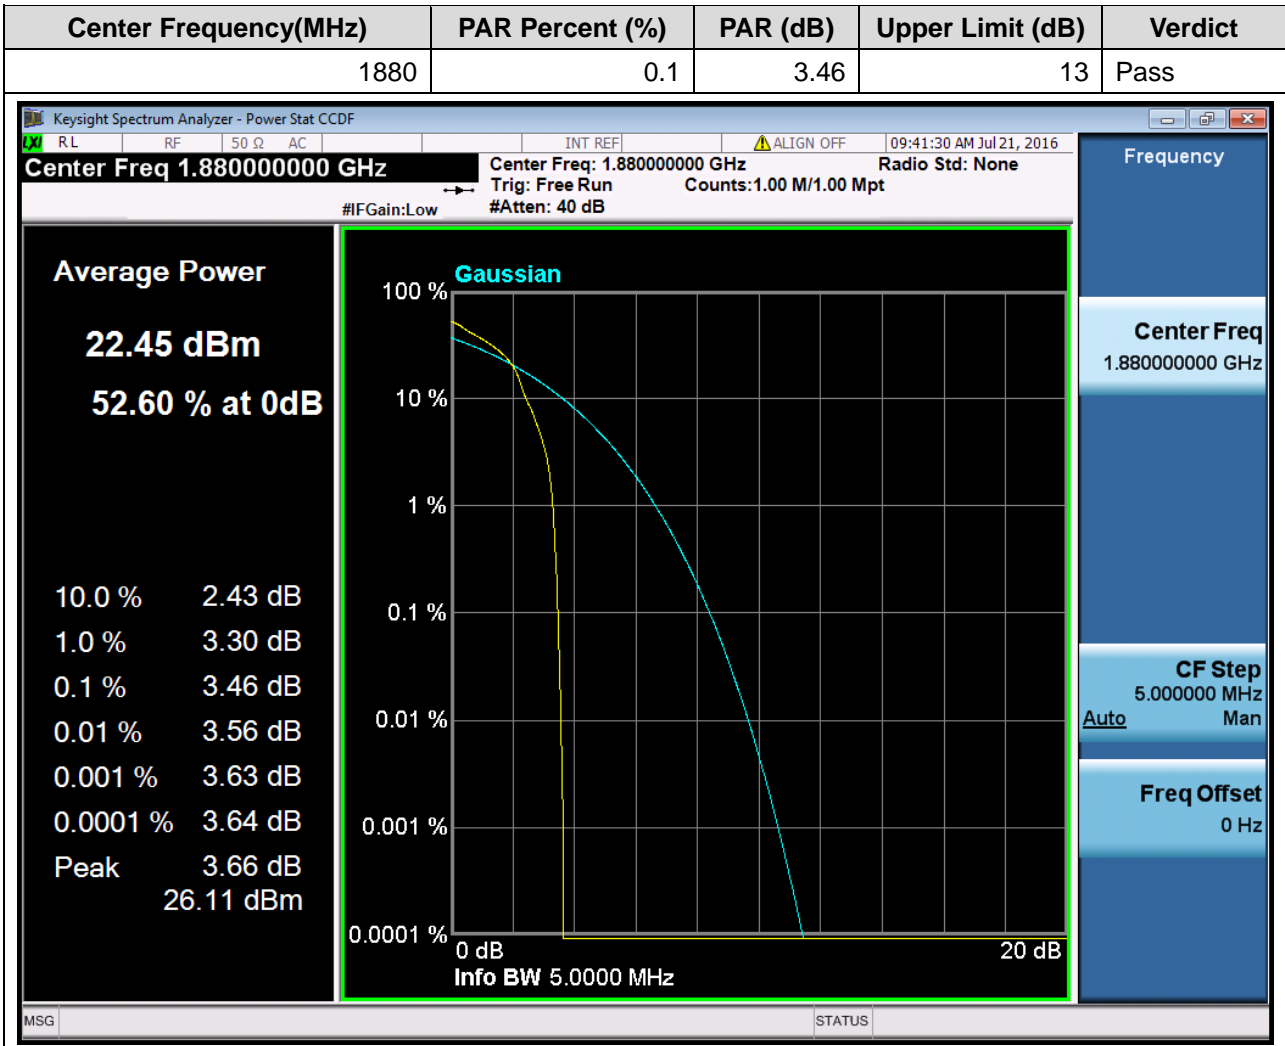 Center Frequency(MHz) PAR Percent (%) PAR (dB) Upper Limit (dB) Verdict
1880 0.1 3.46 13 Pass
Keysight Spectrum Analyzer - Power Stat CCDF
LXI RL RF 50 Ω AC INT REF ALIGN OFF 09:41:30 AM Jul 21, 2016
Center Freq 1.880000000 GHz
Center Freq: 1.880000000 GHz Radio Std: None
Trig: Free Run Counts:1.00 M/1.00 Mpt
#IFGain:Low #Atten: 40 dB
Average Power
22.45 dBm
52.60 % at 0dB
10.0 % 2.43 dB
1.0 % 3.30 dB
0.1 % 3.46 dB
0.01 % 3.56 dB
0.001 % 3.63 dB
0.0001 % 3.64 dB
Peak 3.66 dB
26.11 dBm
Gaussian
100 %
10 %
1 %
0.1 %
0.01 %
0.001 %
0.0001 %
0 dB 20 dB
Info BW 5.0000 MHz
Frequency
Center Freq
1.880000000 GHz
CF Step
5.000000 MHz
Auto Man
Freq Offset
0 Hz
MSG STATUS